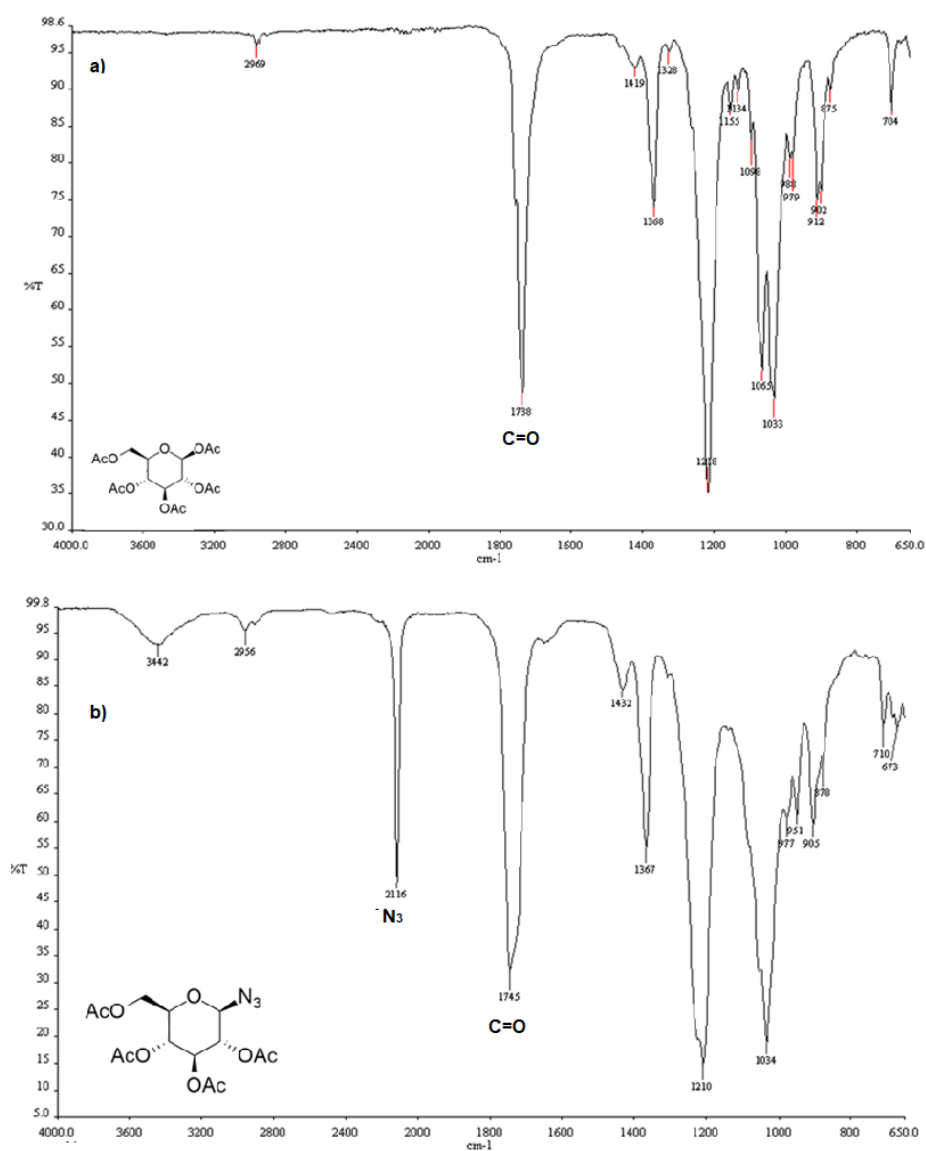 98.6
95
90
85
80
75
70
65
%T
60
55
50
45
40
35
30.0
a)
2969
1738
C=O
1419
1368
1328
1218
1155
1134
1098
1065
1033
988
979
912
902
875
704
AcO
O
OAc
AcO
OAc
OAc
4000.0 3600 3200 2800 2400 2000 1800 1600 1400 1200 1000 800 650.0
cm-1
99.8
95
90
85
80
75
70
65
60
55
%T
50
45
40
35
30
25
20
15
10
5.0
b)
3442
2956
2116
- N3
1745
C=O
1432
1367
1210
1034
977
951
905
878
710
673
AcO
O
N3
AcO
OAc
OAc
4000.0 3600 3200 2800 2400 2000 1800 1600 1400 1200 1000 800 650.0
cm-1